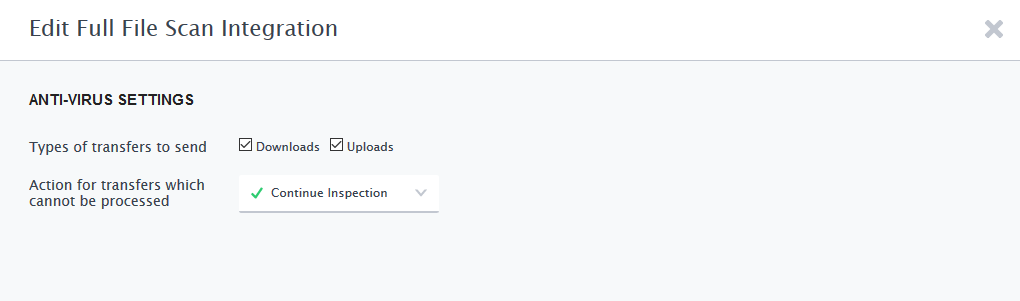 Edit Full File Scan Integration
ANTI-VIRUS SETTINGS
Types of transfers to send
Downloads
Uploads
Action for transfers which
cannot be processed
Continue Inspection